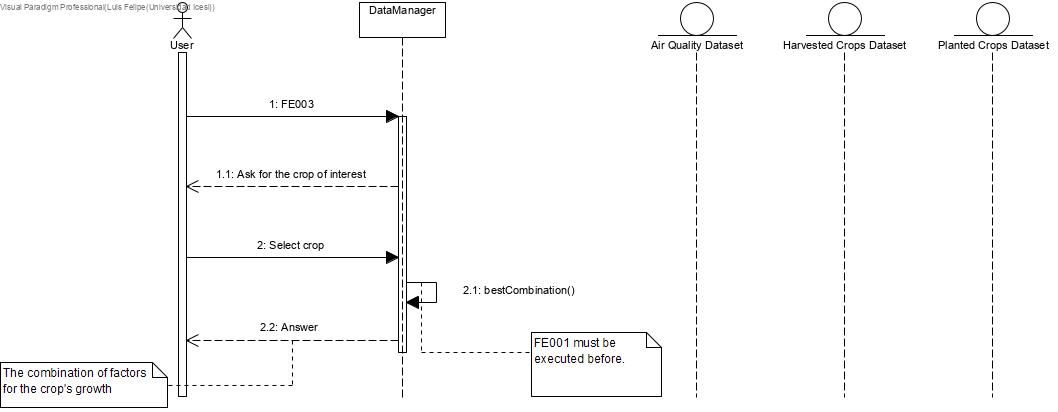 Visual Paradigm Professional(Luis Felipe(Universidad Icesi))
User
DataManager
Air Quality Dataset
Harvested Crops Dataset
Planted Crops Dataset
1: FE003
1.1: Ask for the crop of interest
2: Select crop
2.1: bestCombination()
2.2: Answer
FE001 must be
executed before.
The combination of factors
for the crop's growth